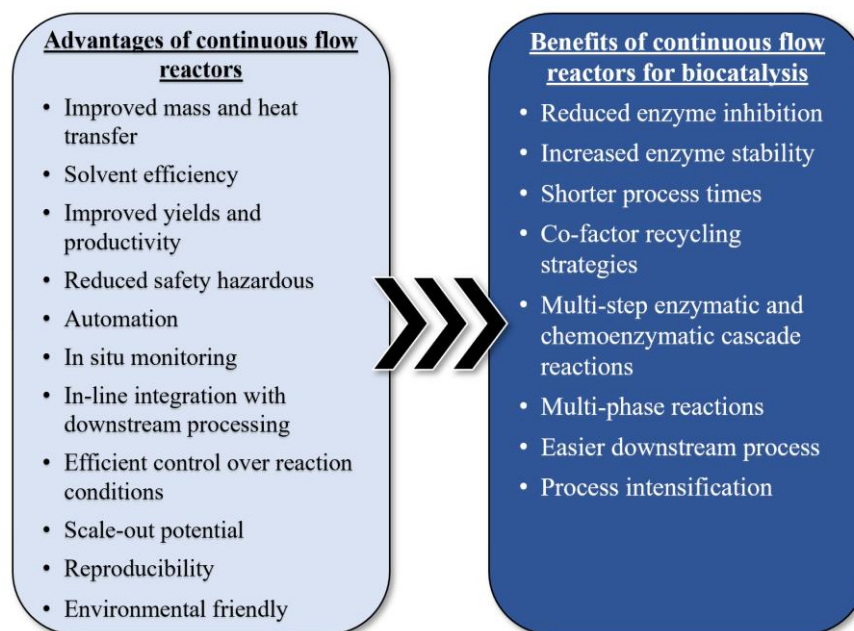 Advantages of continuous flow
reactors
• Improved mass and heat
transfer
• Solvent efficiency
• Improved yields and
productivity
• Reduced safety hazardous
• Automation
• In situ monitoring
• In-line integration with
downstream processing
• Efficient control over reaction
conditions
• Scale-out potential
• Reproducibility
• Environmental friendly
Benefits of continuous flow
reactors for biocatalysis
• Reduced enzyme inhibition
• Increased enzyme stability
• Shorter process times
• Co-factor recycling
strategies
• Multi-step enzymatic and
chemoenzymatic cascade
reactions
• Multi-phase reactions
• Easier downstream process
• Process intensification